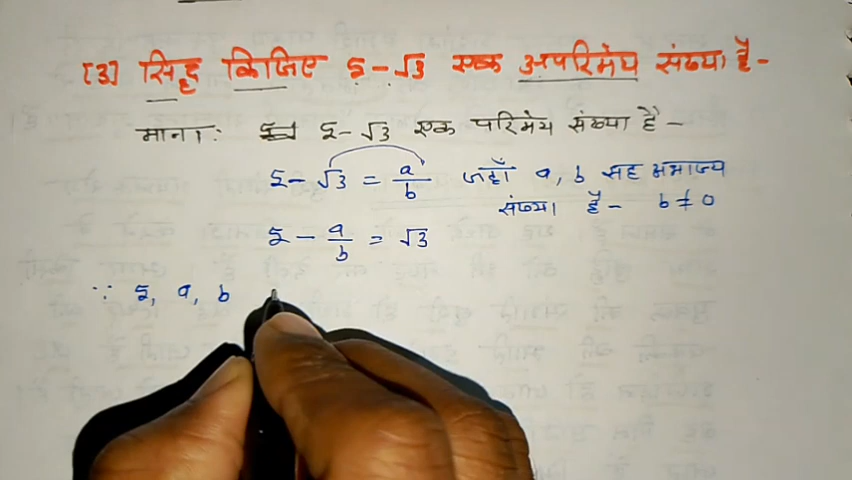 (3) सिद्ध किजिए 5-√3 एक अपरिमेय संख्या है-
माना: 5-√3 एक परिमेय संख्या है-
5-√3 = a/b जहाँ a, b सह अभाज्य
संख्या है- b≠0
5 - a/b = √3
∵ 5, a, b